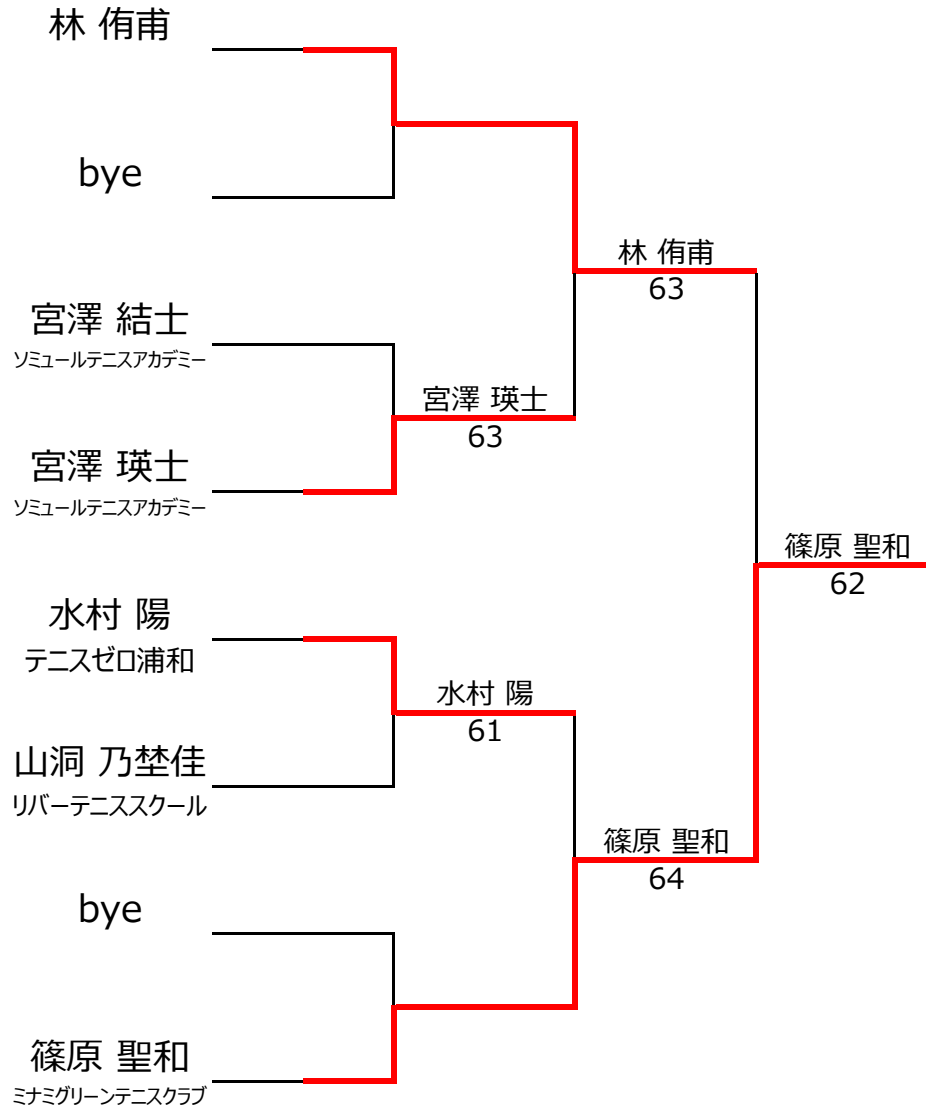 林 侑甫
bye
宮澤 結士
ソミュールテニスアカデミー
宮澤 瑛士
ソミュールテニスアカデミー
水村 陽
テニスゼロ浦和
山洞 乃埜佳
リバーテニススクール
bye
篠原 聖和
ミナミグリーンテニスクラブ
宮澤 瑛士
63
水村 陽
61
林 侑甫
63
篠原 聖和
64
篠原 聖和
62